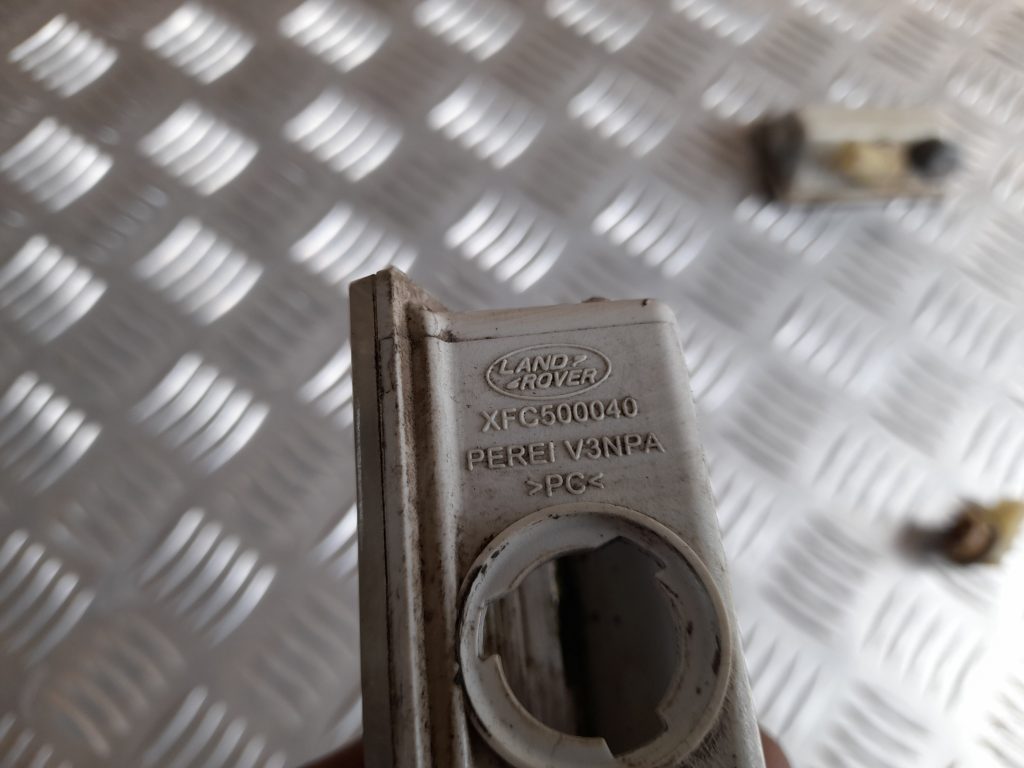 LAND
ROVER
XFC500040
PEREI V3NPA
>PC<